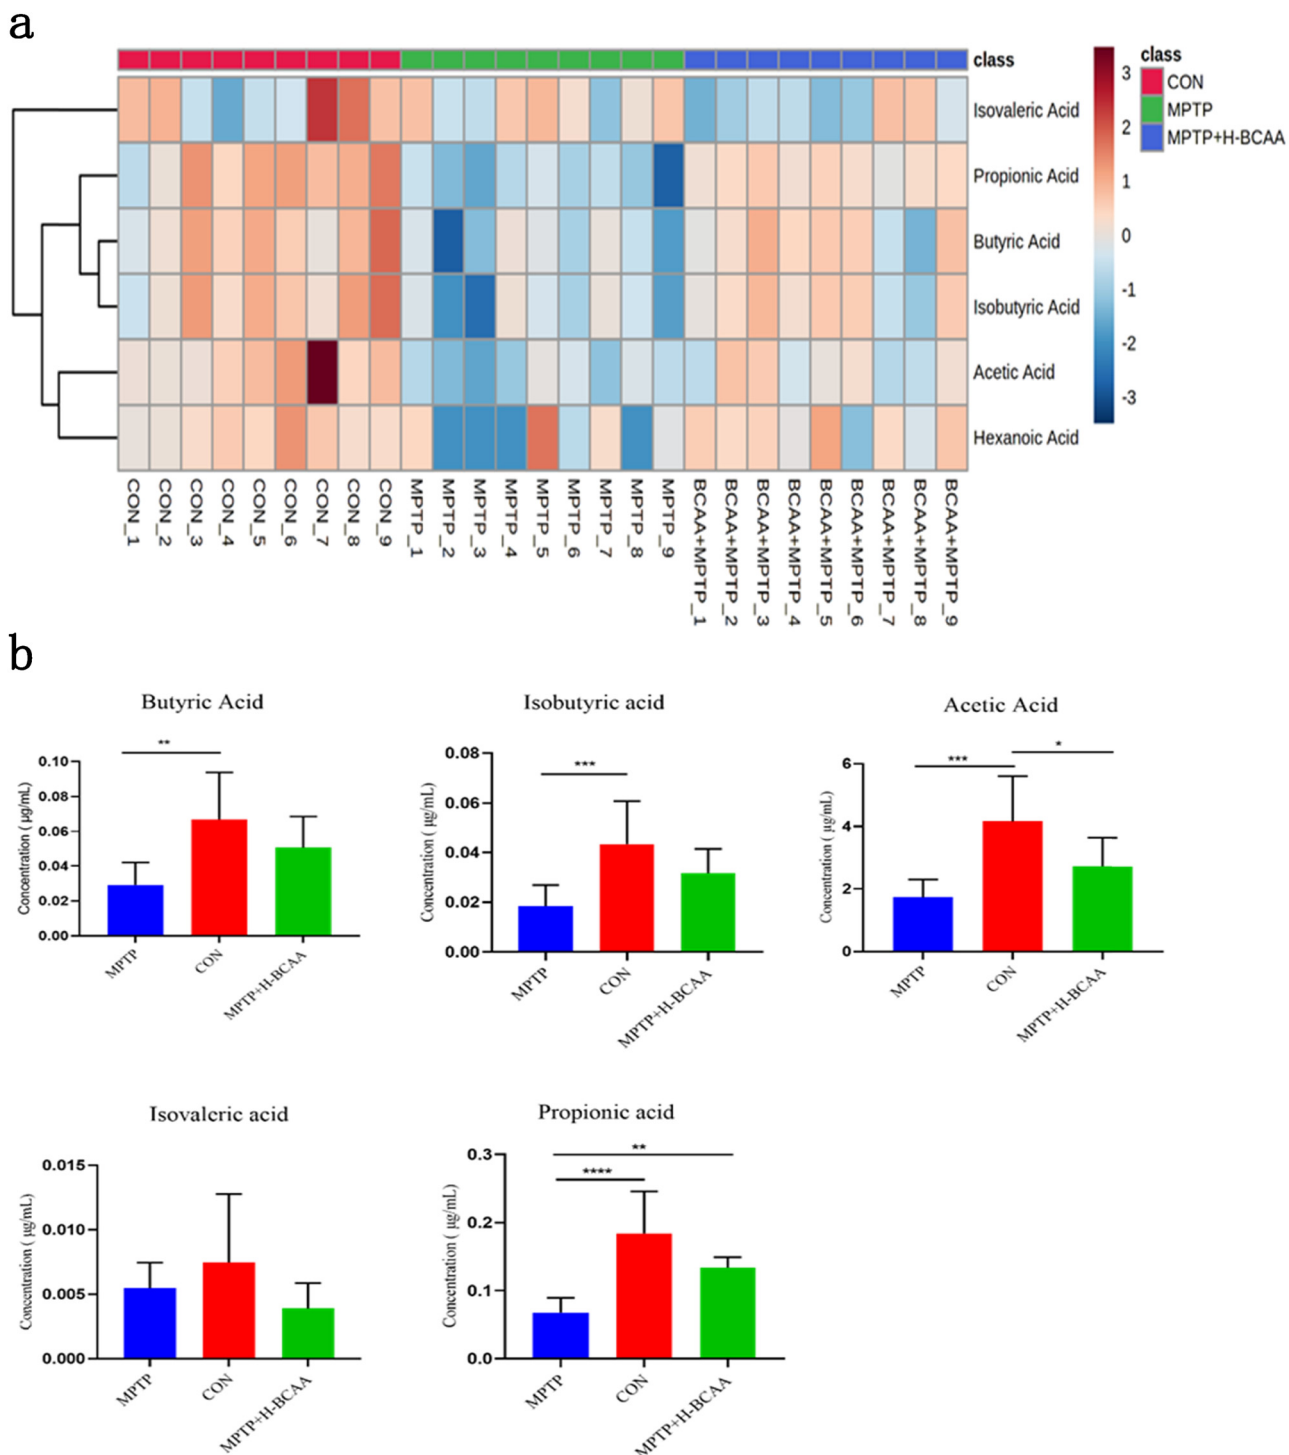 a
class
Isovaleric Acid
Propionic Acid
Butyric Acid
Isobutyric Acid
Acetic Acid
Hexanoic Acid
3
2
1
0
-1
-2
-3
class
CON
MPTP
MPTP+H-BCAA
CON_1
CON_2
CON_3
CON_4
CON_5
CON_6
CON_7
CON_8
CON_9
MPTP_1
MPTP_2
MPTP_3
MPTP_4
MPTP_5
MPTP_6
MPTP_7
MPTP_8
MPTP_9
BCAA+MPTP_1
BCAA+MPTP_2
BCAA+MPTP_3
BCAA+MPTP_4
BCAA+MPTP_5
BCAA+MPTP_6
BCAA+MPTP_7
BCAA+MPTP_8
BCAA+MPTP_9
b
Butyric Acid
**
Concentration ( µg/mL)
0.10
0.08
0.06
0.04
0.02
0.00
MPTP
CON
MPTP+H-BCAA
Isobutyric acid
***
Concentration ( µg/mL)
0.08
0.06
0.04
0.02
0.00
MPTP
CON
MPTP+H-BCAA
Acetic Acid
***
*
Concentration ( µg/mL)
6
4
2
0
MPTP
CON
MPTP+H-BCAA
Isovaleric acid
Concentration ( µg/mL)
0.015
0.010
0.005
0.000
MPTP
CON
MPTP+H-BCAA
Propionic acid
**
****
Concentration ( µg/mL)
0.3
0.2
0.1
0.0
MPTP
CON
MPTP+H-BCAA